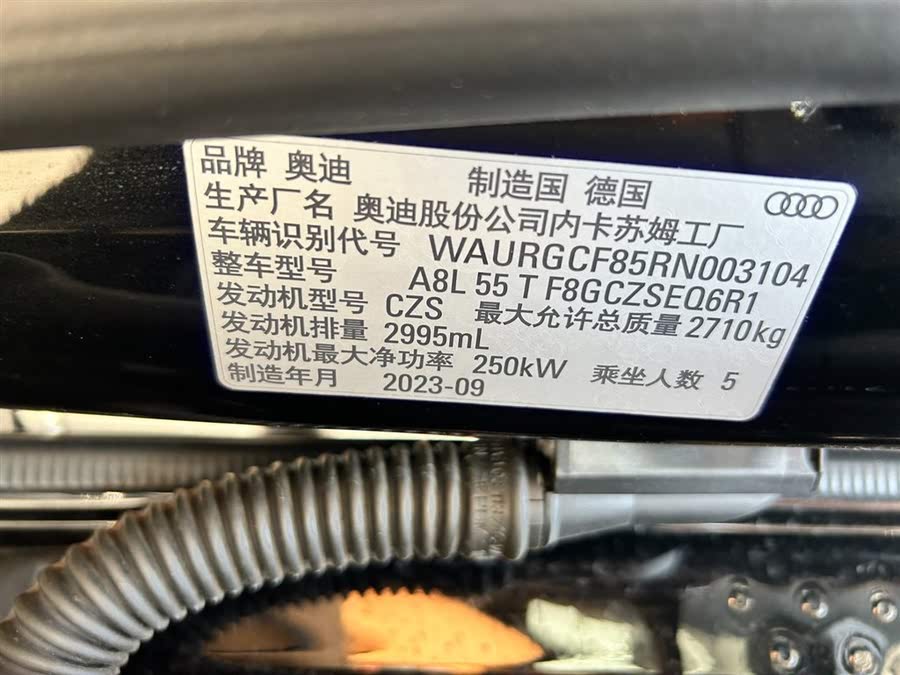 品牌 奥迪 制造国 德国
生产厂名 奥迪股份公司内卡苏姆工厂
车辆识别代号 WAURGCF85RN003104
整车型号 A8L 55 T F8GCZSEQ6R1
发动机型号 CZS 最大允许总质量 2710kg
发动机排量 2995mL
发动机最大净功率 250kW 乘坐人数 5
制造年月 2023-09